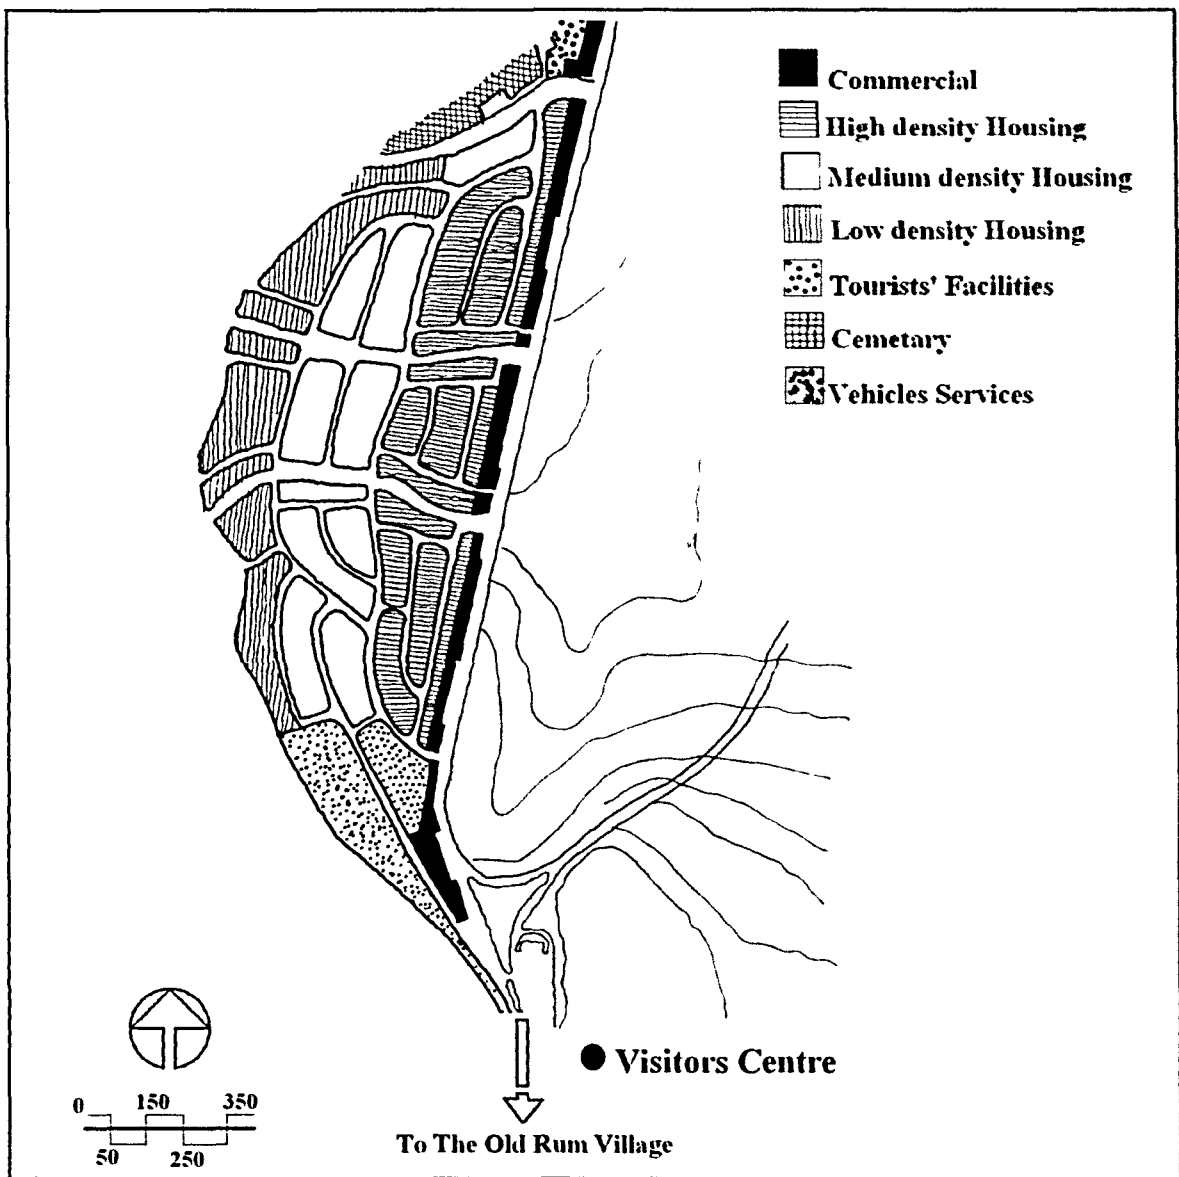 Commercial
High density Housing
Medium density Housing
Low density Housing
Tourists' Facilities
Cemetary
Vehicles Services
Visitors Centre
To The Old Rum Village
0 150 350
50 250